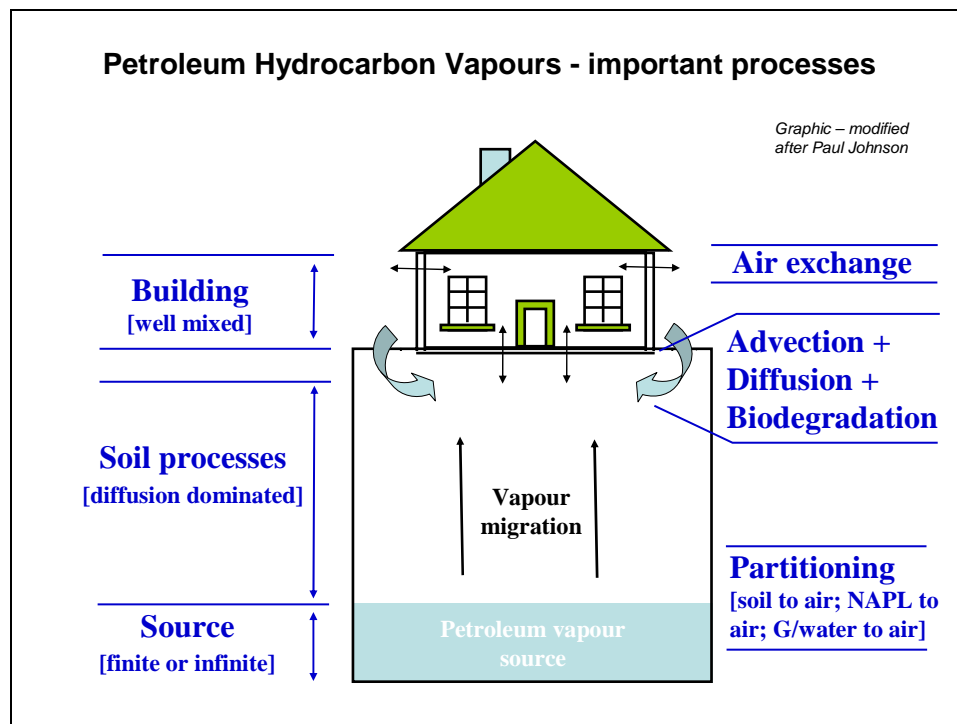 Petroleum Hydrocarbon Vapours - important processes
Graphic – modified
after Paul Johnson
Building
[well mixed]
Air exchange
Advection +
Diffusion +
Biodegradation
Soil processes
[diffusion dominated]
Vapour
migration
Partitioning
[soil to air; NAPL to
air; G/water to air]
Source
[finite or infinite]
Petroleum vapour
source